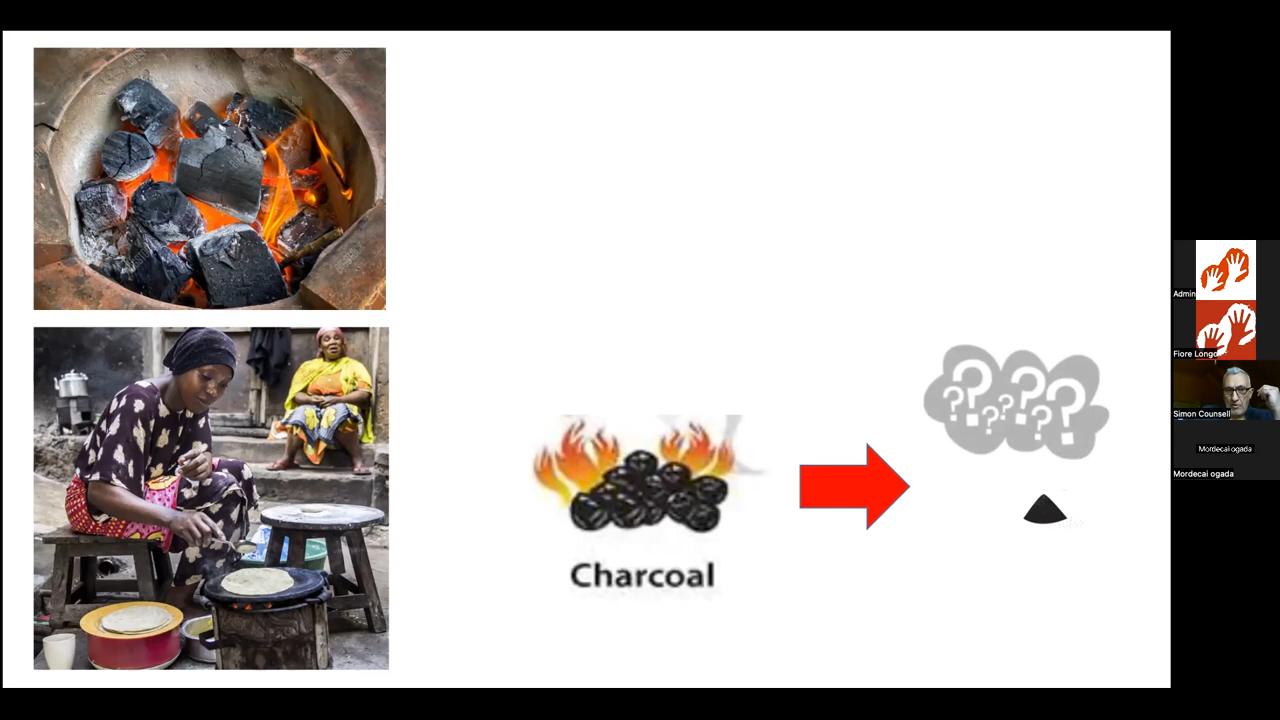 ? ? ? ? ? ? ?
Charcoal
Admin
Fiore Longo
Simon Counsell
Mordecai ogada
Mordecai ogada